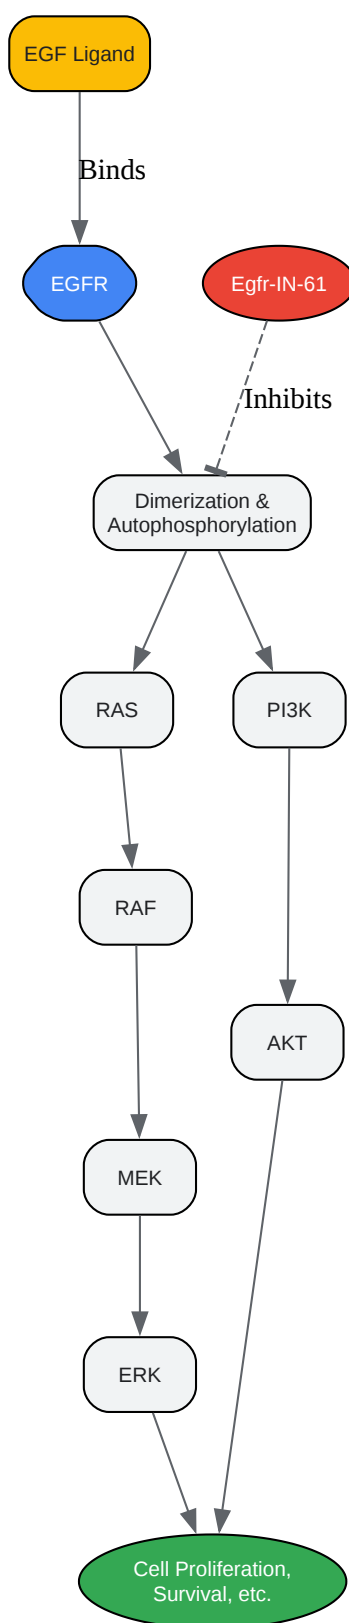 EGF Ligand
Binds
EGFR
Egfr-IN-61
Inhibits
Dimerization &
Autophosphorylation
RAS
PI3K
RAF
AKT
MEK
ERK
Cell Proliferation,
Survival, etc.